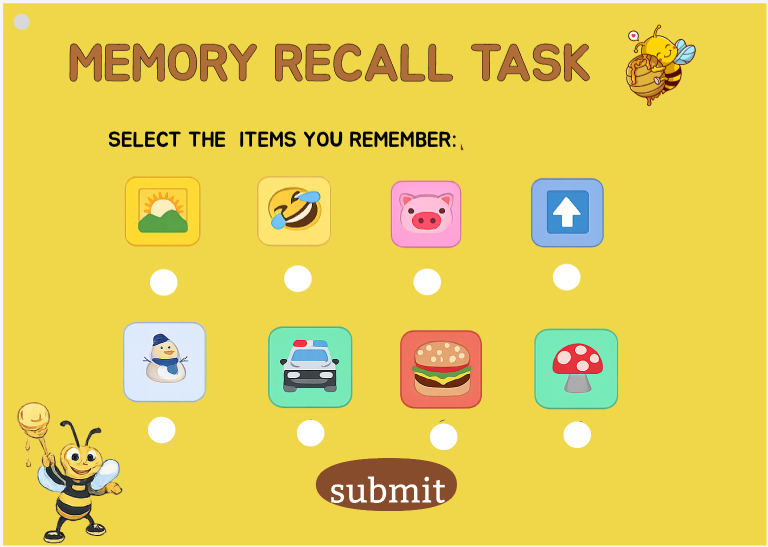 MEMORY RECALL TASK
SELECT THE ITEMS YOU REMEMBER:
submit